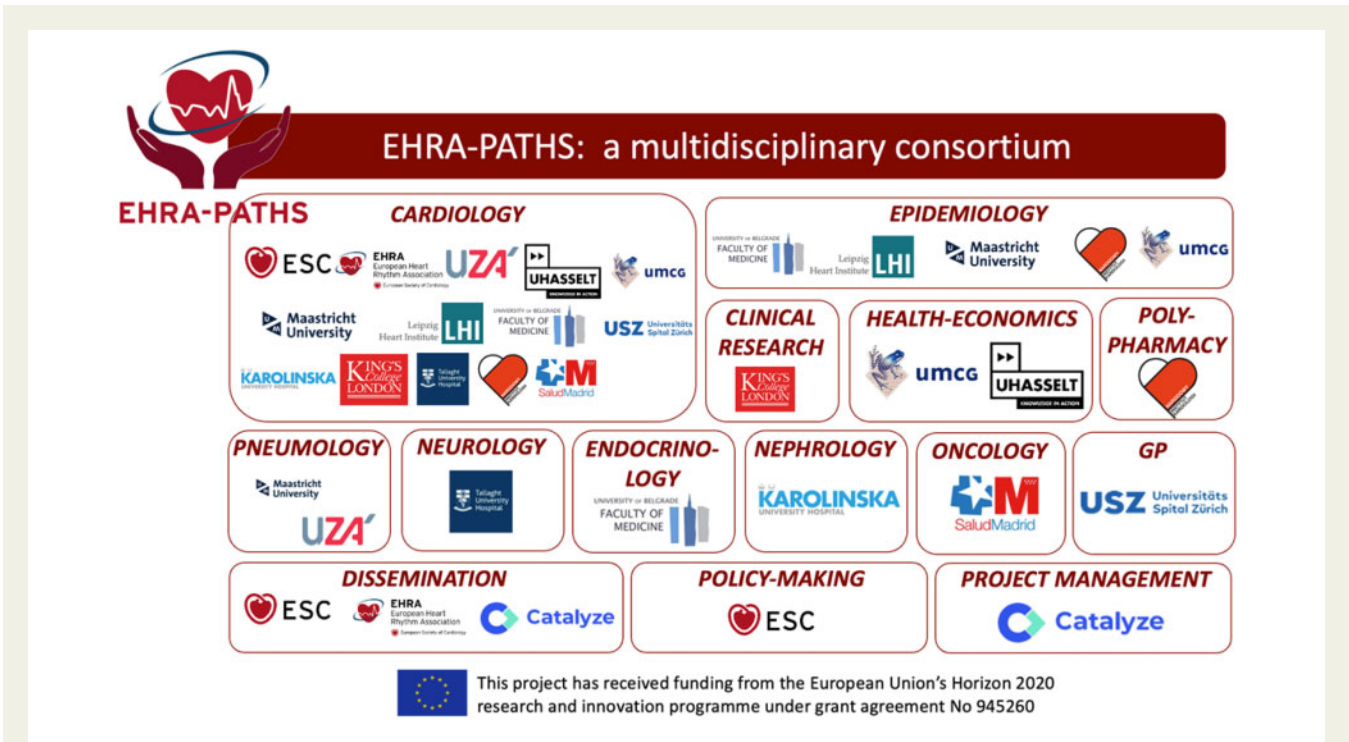 EHRA-PATHS: a multidisciplinary consortium
EHRA-PATHS
CARDIOLOGY
ESC
EHRA
European Heart
Rhythm Association
European Society of Cardiology
UZA'
UHASSELT
KNOWLEDGE IN ACTION
umcg
Maastricht
University
Leipzig
Heart Institute
LHI
UNIVERSITY OF BELGRADE
FACULTY OF
MEDICINE
USZ Universitäts
Spital Zürich
KAROLINSKA
UNIVERSITY HOSPITAL
KING'S
College
LONDON
Tallaght
University
Hospital
M
SaludMadrid
EPIDEMIOLOGY
UNIVERSITY OF BELGRADE
FACULTY OF
MEDICINE
Leipzig
Heart Institute
LHI
Maastricht
University
umcg
CLINICAL
RESEARCH
KING'S
College
LONDON
HEALTH-ECONOMICS
umcg
UHASSELT
KNOWLEDGE IN ACTION
POLY-
PHARMACY
PNEUMOLOGY
Maastricht
University
UZA'
NEUROLOGY
Tallaght
University
Hospital
ENDOCRINO-
LOGY
UNIVERSITY OF BELGRADE
FACULTY OF
MEDICINE
NEPHROLOGY
KAROLINSKA
UNIVERSITY HOSPITAL
ONCOLOGY
M
SaludMadrid
GP
USZ Universitäts
Spital Zürich
DISSEMINATION
ESC
EHRA
European Heart
Rhythm Association
European Society of Cardiology
Catalyze
POLICY-MAKING
ESC
PROJECT MANAGEMENT
Catalyze
This project has received funding from the European Union's Horizon 2020
research and innovation programme under grant agreement No 945260